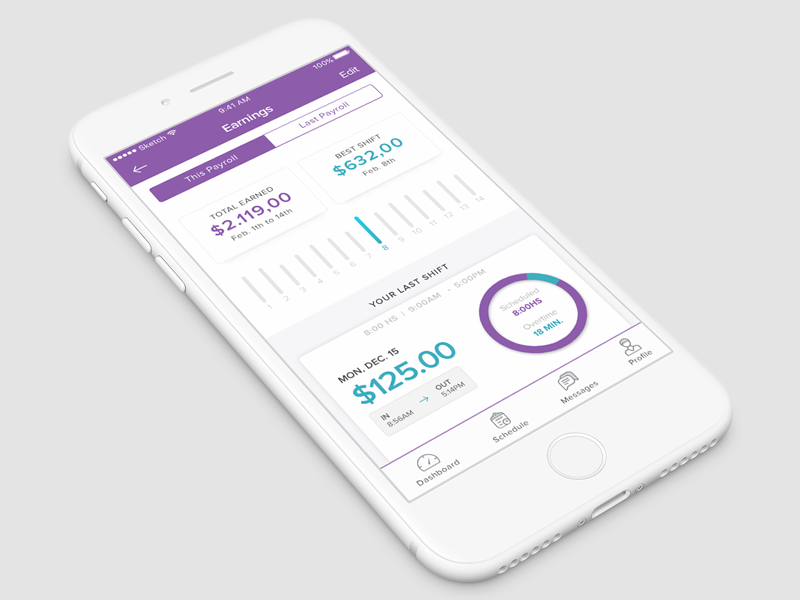 Sketch
9:41 AM
100%
Earnings
Edit
This Payroll
Last Payroll
TOTAL EARNED
$2.119,00
Feb. 1th to 14th
BEST SHIFT
$632,00
Feb. 8th
1 2 3 4 5 6 7 8 9 10 11 12 13 14
YOUR LAST SHIFT
8:00 HS | 9:00AM - 5:00PM
MON, DEC. 15
$125.00
IN
8:56AM
OUT
5:14PM
Scheduled
8:00HS
Overtime
18 MIN.
Dashboard
Schedule
Messages
Profile